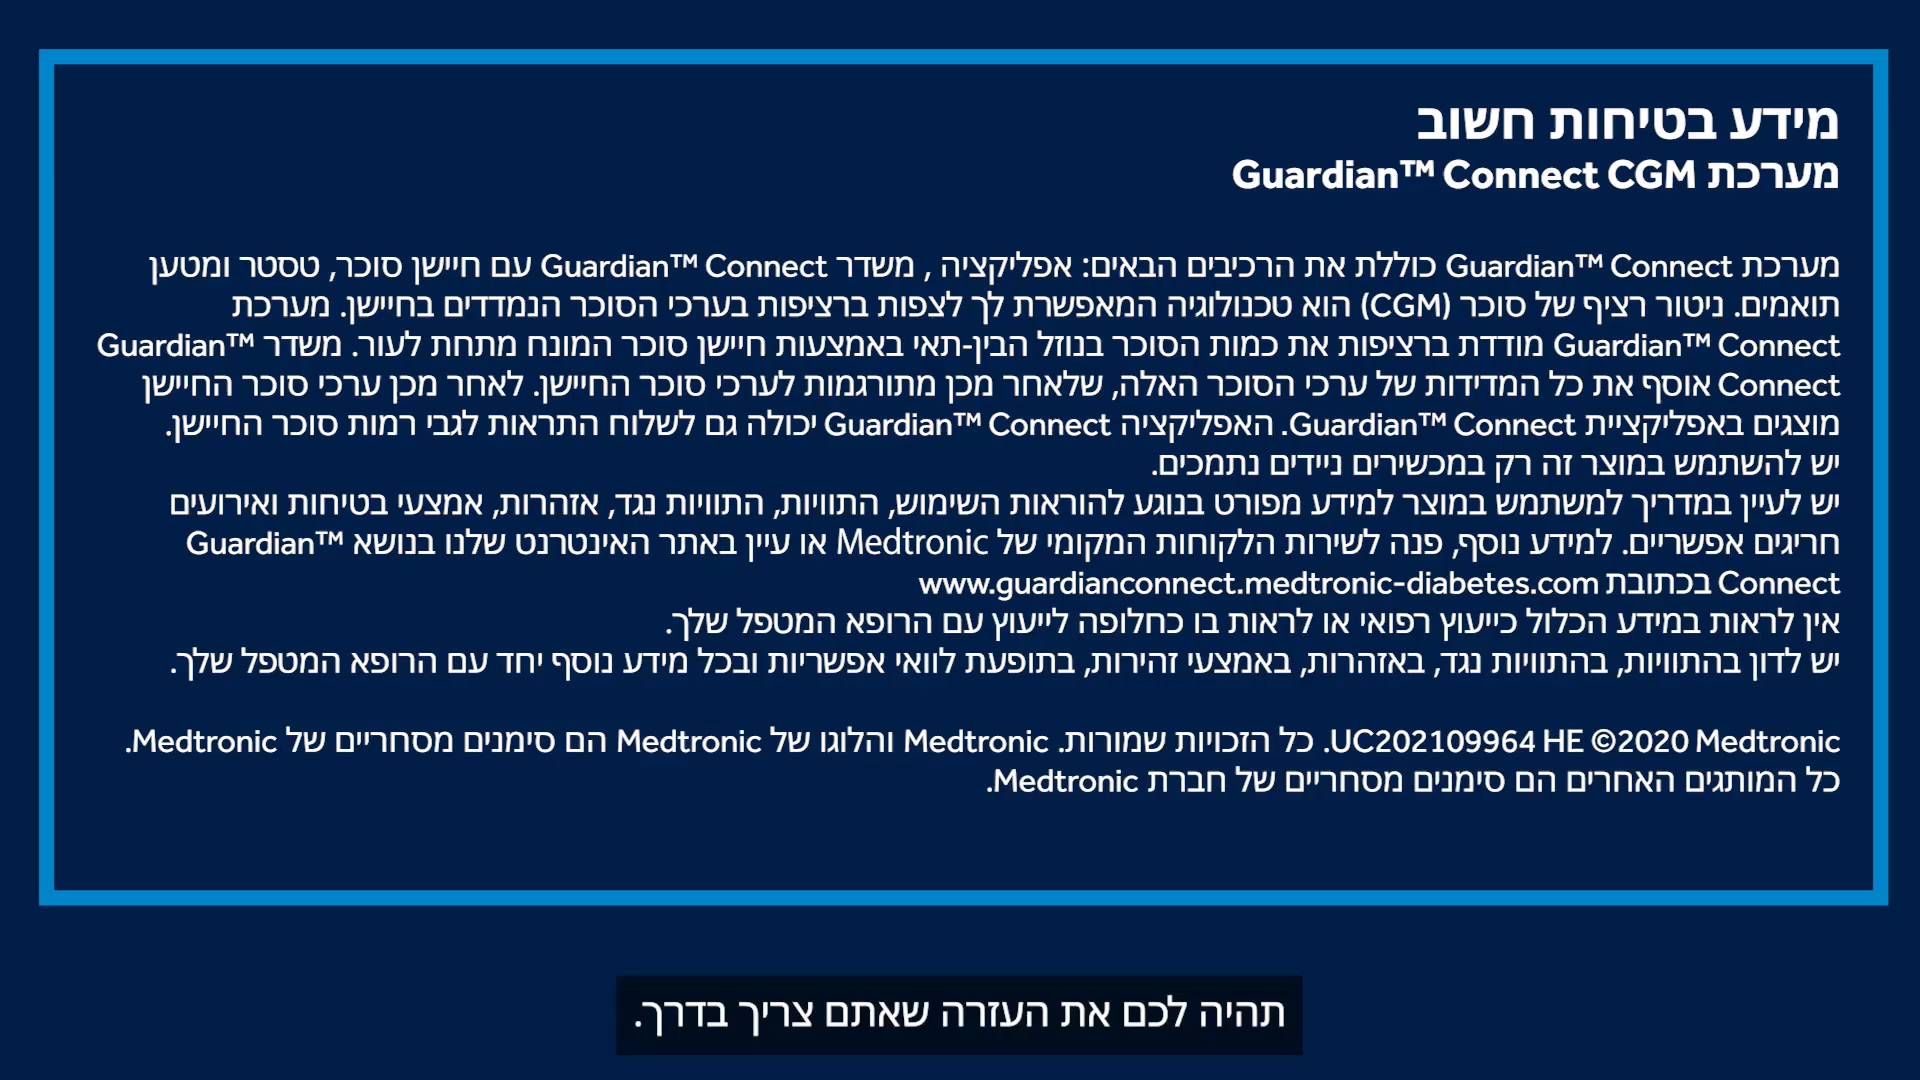 מידע בטיחות חשוב
מערכת Guardian™ Connect CGM
מערכת Guardian™ Connect כוללת את הרכיבים הבאים: אפליקציה , משדר Guardian™ Connect עם חיישן סוכר, טסטר ומטען
תואמים. ניטור רציף של סוכר (CGM) הוא טכנולוגיה המאפשרת לך לצפות ברציפות בערכי הסוכר הנמדדים בחיישן. מערכת
Guardian™ Connect מודדת ברציפות את כמות הסוכר בנוזל הבין-תאי באמצעות חיישן סוכר המונח מתחת לעור. משדר Guardian™
Connect אוסף את כל המדידות של ערכי הסוכר האלה, שלאחר מכן מתורגמות לערכי סוכר החיישן. לאחר מכן ערכי סוכר החיישן
מוצגים באפליקציית Guardian™ Connect. האפליקציה Guardian™ Connect יכולה גם לשלוח התראות לגבי רמות סוכר החיישן.
יש להשתמש במוצר זה רק במכשירים ניידים נתמכים.
יש לעיין במדריך למשתמש במוצר למידע מפורט בנוגע להוראות השימוש, התוויות, התוויות נגד, אזהרות, אמצעי בטיחות ואירועים
חריגים אפשריים. למידע נוסף, פנה לשירות הלקוחות המקומי של Medtronic או עיין באתר האינטרנט שלנו בנושא Guardian™
Connect בכתובת www.guardianconnect.medtronic-diabetes.com
אין לראות במידע הכלול כייעוץ רפואי או לראות בו כחלופה לייעוץ עם הרופא המטפל שלך.
יש לדון בהתוויות, בהתוויות נגד, באזהרות, באמצעי זהירות, בתופעת לוואי אפשריות ובכל מידע נוסף יחד עם הרופא המטפל שלך.
UC202109964 HE ©2020 Medtronic. כל הזכויות שמורות. Medtronic והלוגו של Medtronic הם סימנים מסחריים של Medtronic.
כל המותגים האחרים הם סימנים מסחריים של חברת Medtronic.
תהיה לכם את העזרה שאתם צריך בדרך.